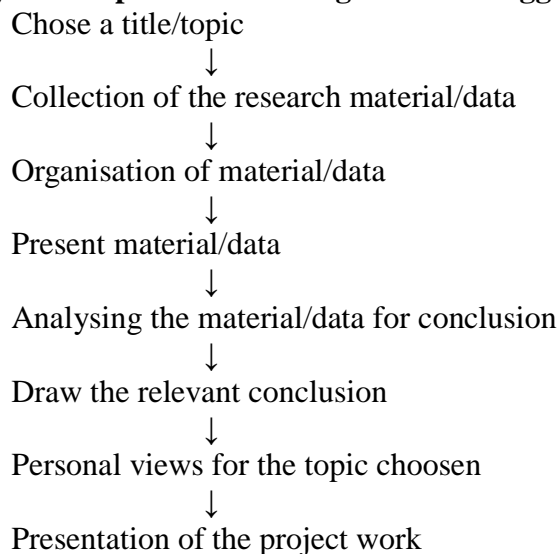 Chose a title/topic
↓
Collection of the research material/data
↓
Organisation of material/data
↓
Present material/data
↓
Analysing the material/data for conclusion
↓
Draw the relevant conclusion
↓
Personal views for the topic choosen
↓
Presentation of the project work